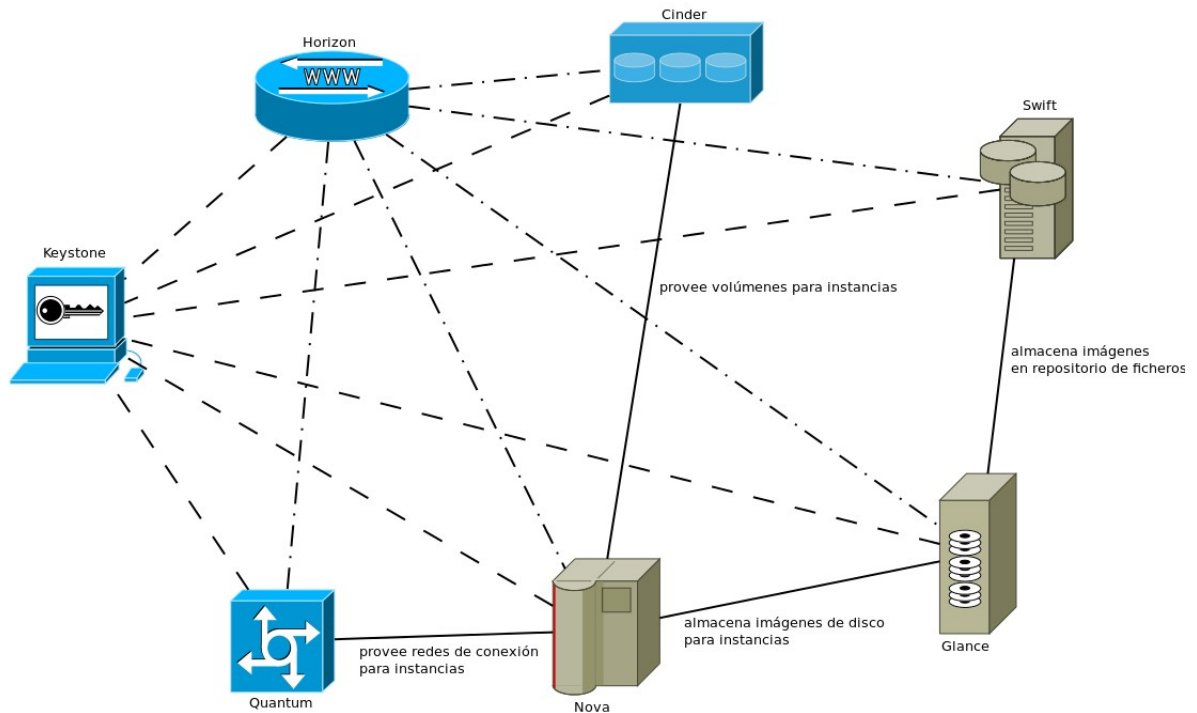 Cinder
Horizon
WWW
Swift
Keystone
provee volúmenes para instancias
almacena imágenes
en repositorio de ficheros
almacena imágenes de disco
para instancias
provee redes de conexión
para instancias
Glance
Quantum
Nova